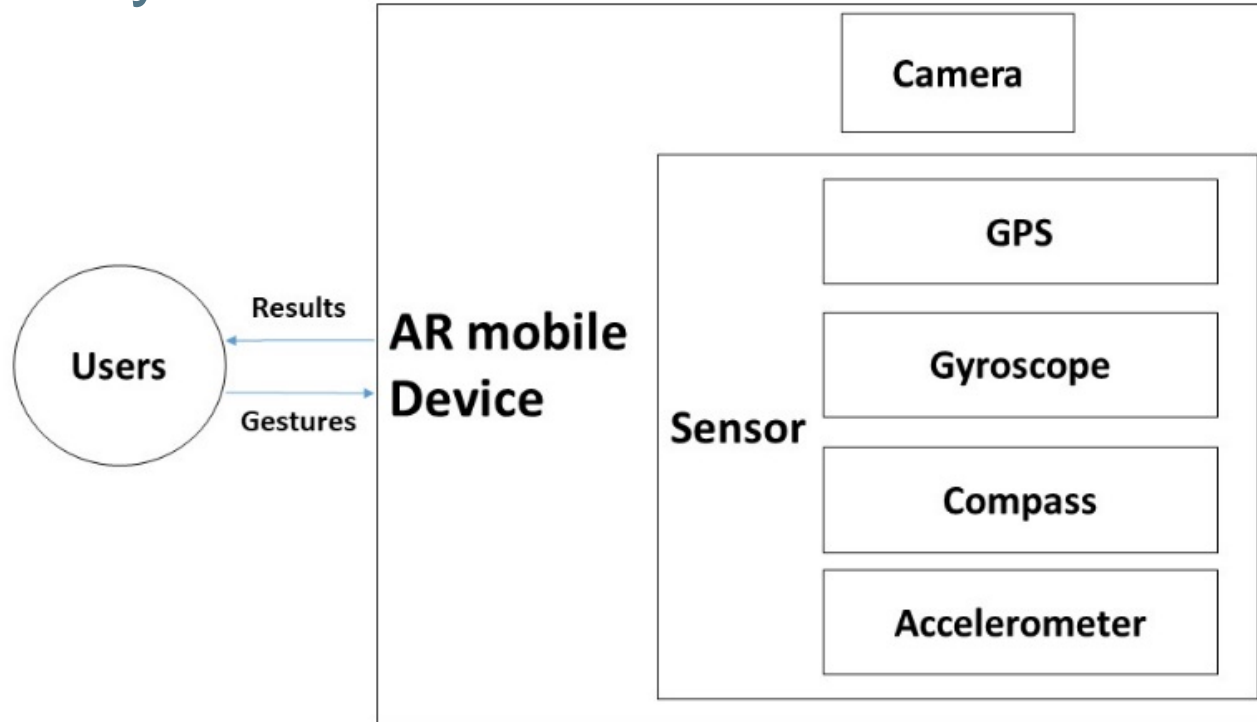 Camera
GPS
Results
AR mobile
Device
Users
Gyroscope
Gestures
Sensor
Compass
Accelerometer